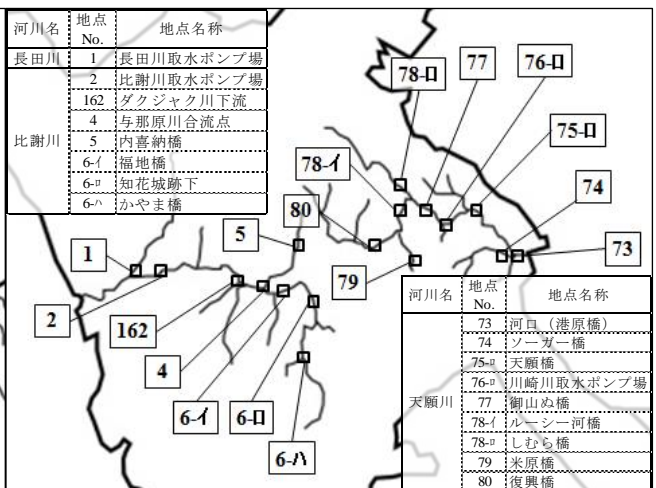 河川名 地点No. 地点名称
長田川 1 長田川取水ポンプ場
比謝川 2 比謝川取水ポンプ場
162 ダクジャク川下流
4 与那原川合流点
5 内喜納橋
6-イ 福地橋
6-ロ 知花城跡下
6-ハ かやま橋
78-ロ
77
76-ロ
75-ロ
78-イ
74
80
5
73
1
79
2
162
4
6-イ
6-ロ
6-ハ
河川名 地点No. 地点名称
天願川 73 河口（港原橋）
74 ソーガー橋
75-ロ 天願橋
76-ロ 川崎川取水ポンプ場
77 御山ぬ橋
78-イ ルーシー河橋
78-ロ しむら橋
79 米原橋
80 復興橋